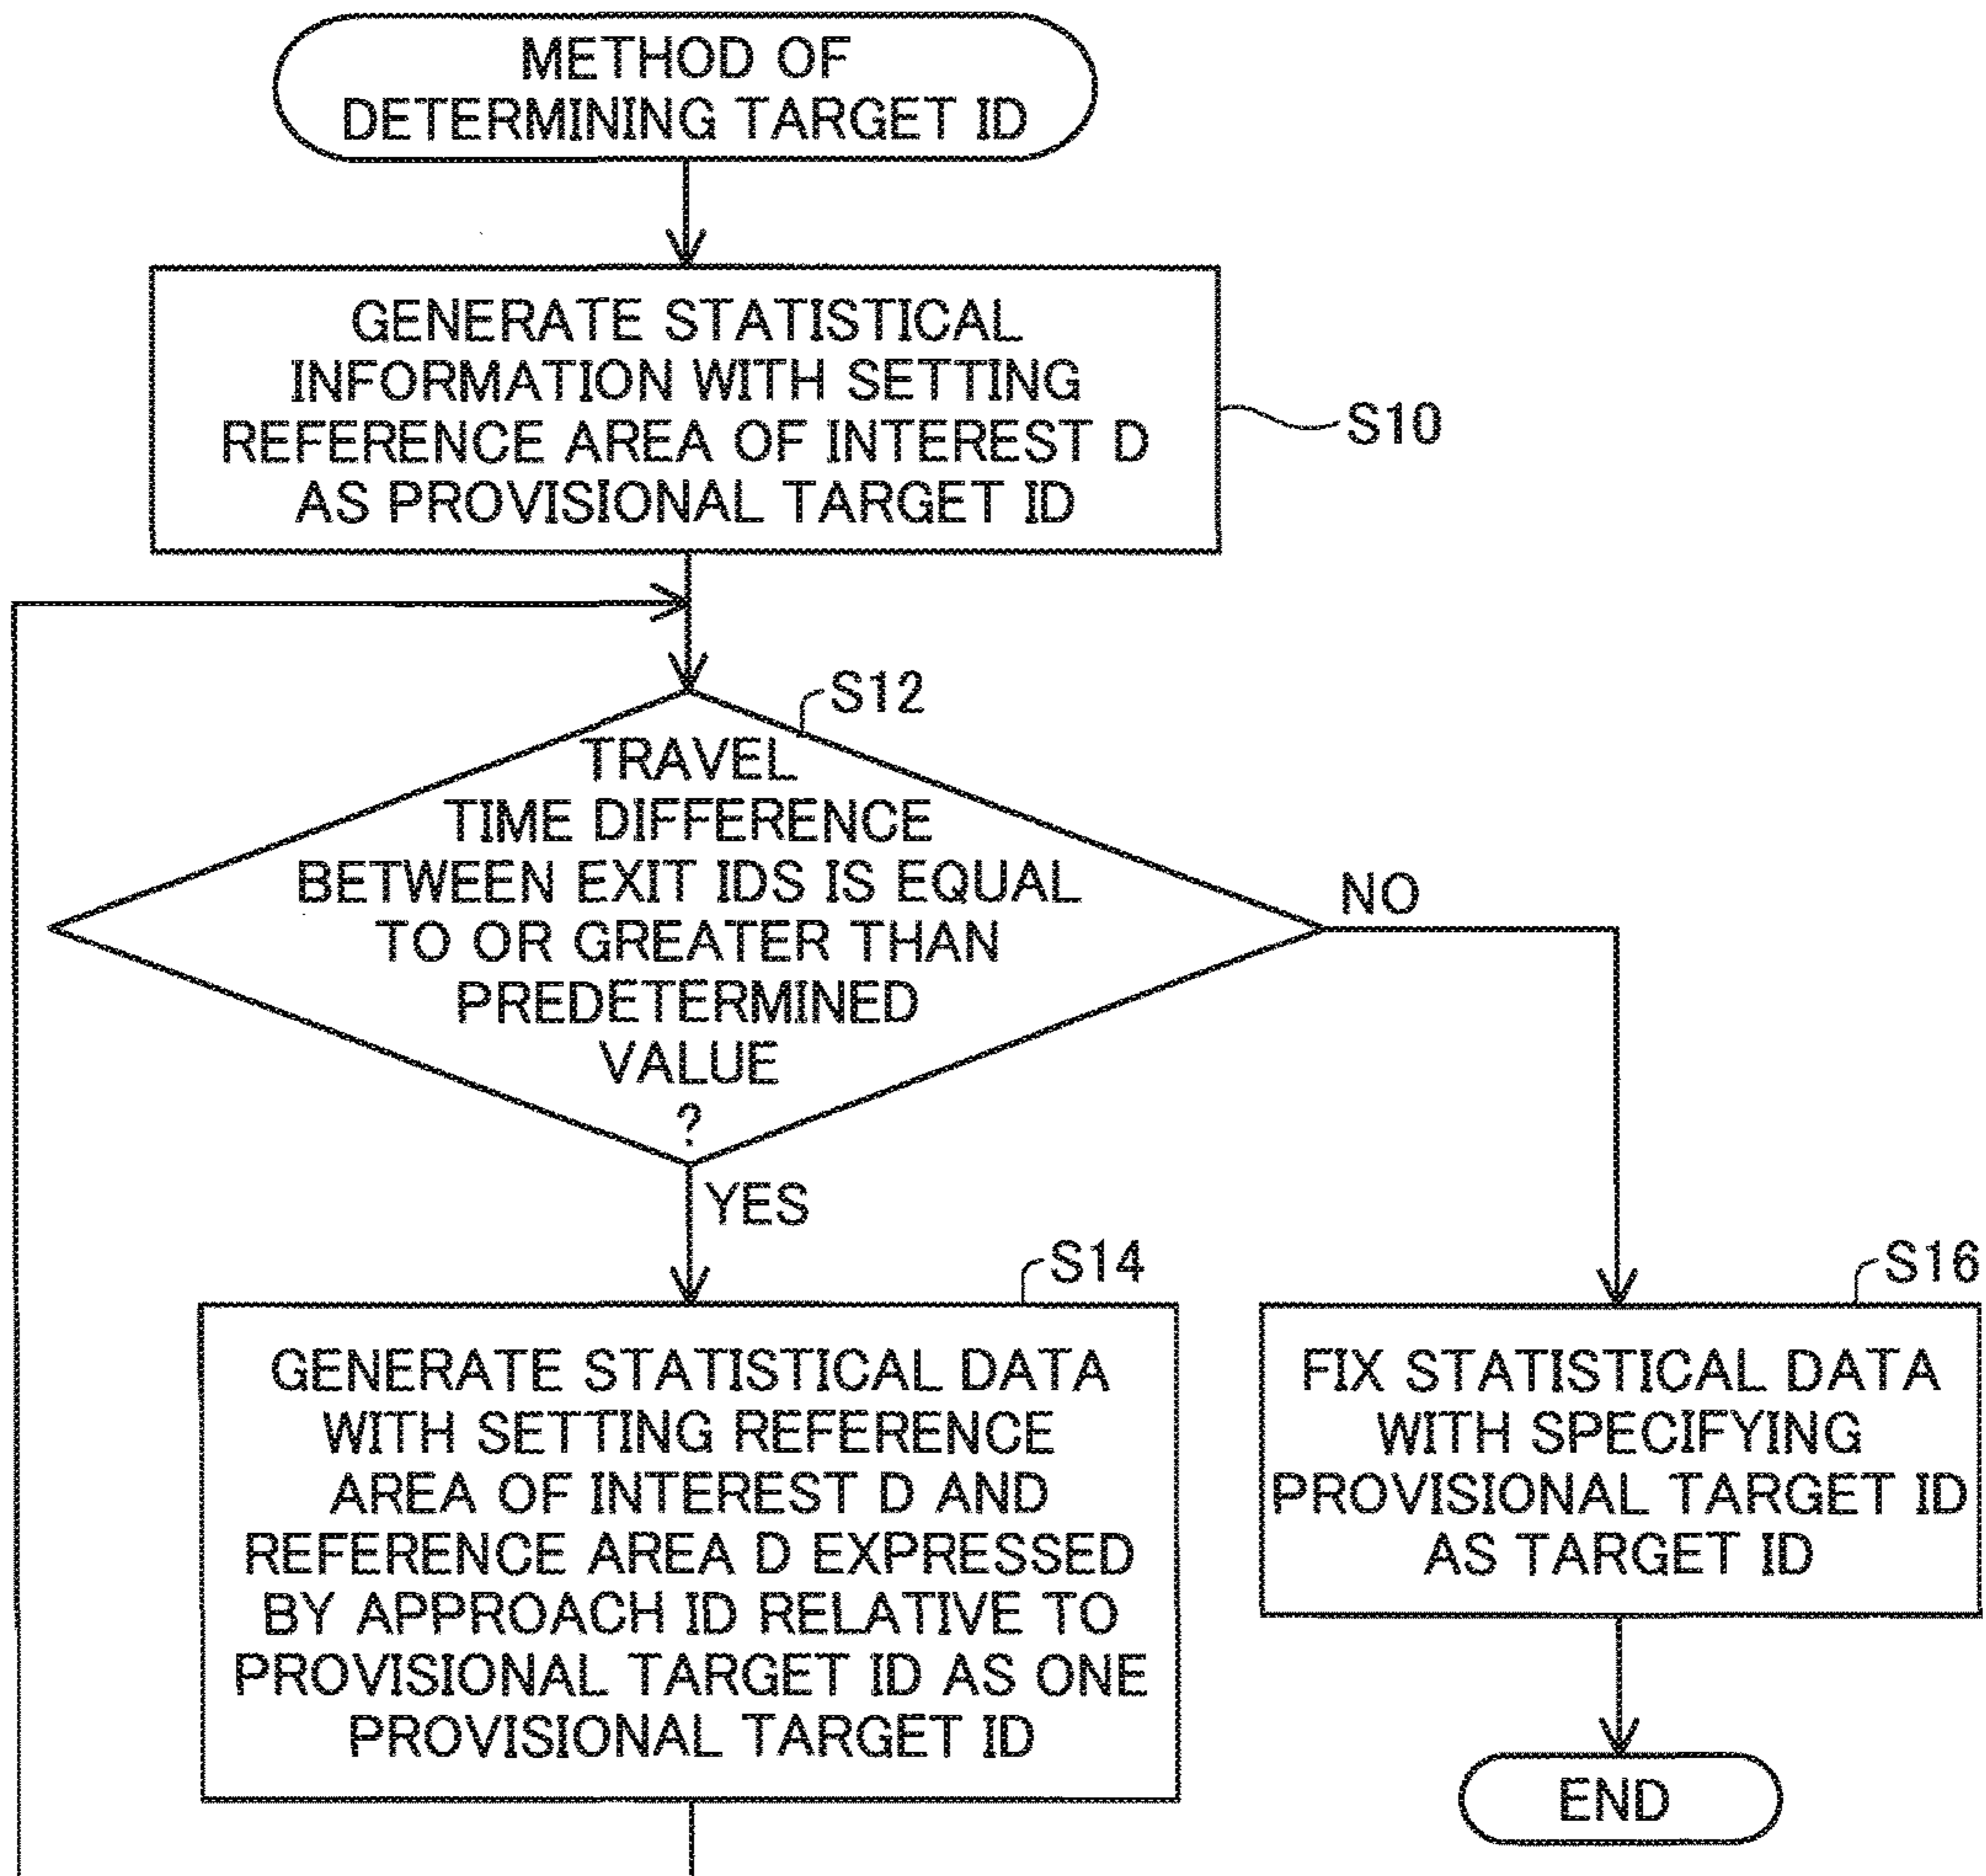 METHOD OF
DETERMINING TARGET ID
GENERATE STATISTICAL
INFORMATION WITH SETTING
REFERENCE AREA OF INTEREST D
AS PROVISIONAL TARGET ID
S10
S12
TRAVEL
TIME DIFFERENCE
BETWEEN EXIT IDS IS EQUAL
TO OR GREATER THAN
PREDETERMINED
VALUE
?
NO
YES
S14
GENERATE STATISTICAL DATA
WITH SETTING REFERENCE
AREA OF INTEREST D AND
REFERENCE AREA D EXPRESSED
BY APPROACH ID RELATIVE TO
PROVISIONAL TARGET ID AS ONE
PROVISIONAL TARGET ID
S16
FIX STATISTICAL DATA
WITH SPECIFYING
PROVISIONAL TARGET ID
AS TARGET ID
END